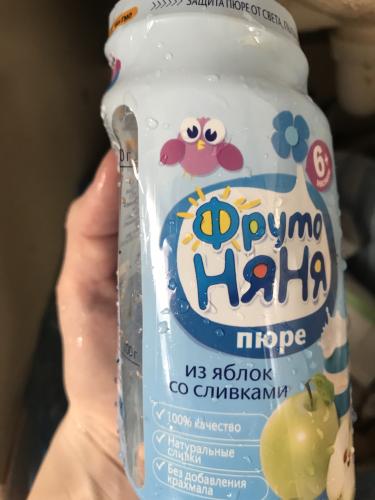 ЗАЩИТА ПЮРЕ ОТ СВЕТА,
6+
Фруто
НЯНЯ
пюре
из яблок
со сливками
100% качество
Натуральные
сливки
Без добавления
крахмала